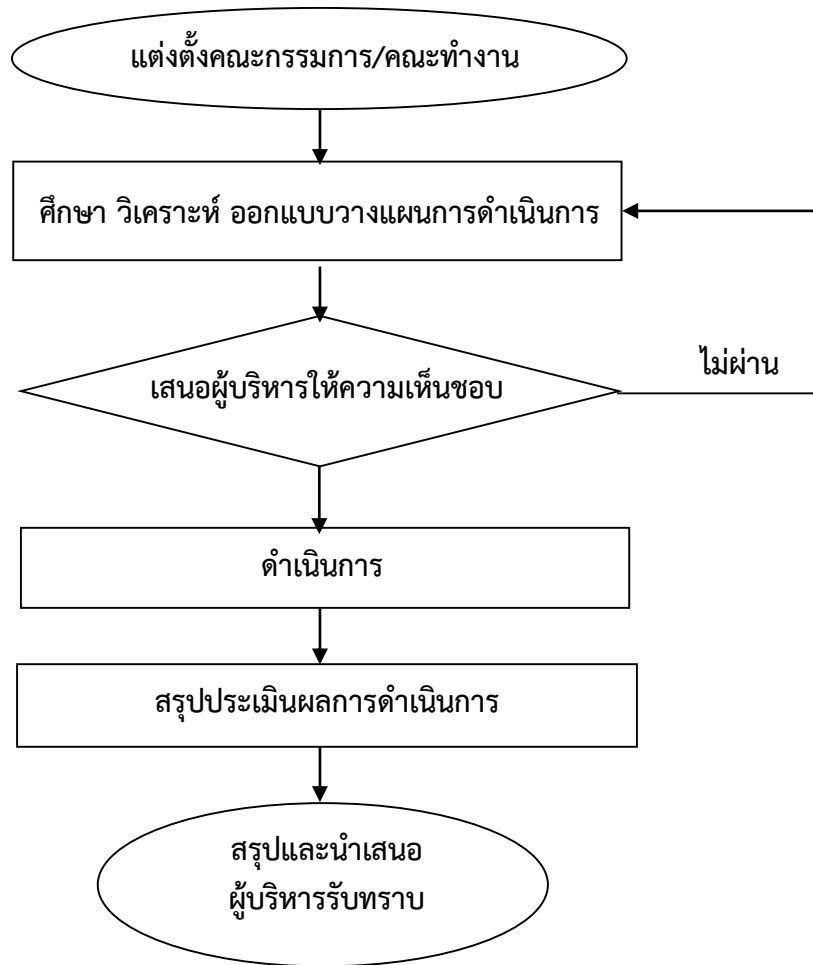 แต่งตั้งคณะกรรมการ/คณะทำงาน
ศึกษา วิเคราะห์ ออกแบบวางแผนการดำเนินการ
เสนอผู้บริหารให้ความเห็นชอบ
ไม่ผ่าน
ดำเนินการ
สรุปประเมินผลการดำเนินการ
สรุปและนำเสนอ
ผู้บริหารรับทราบ